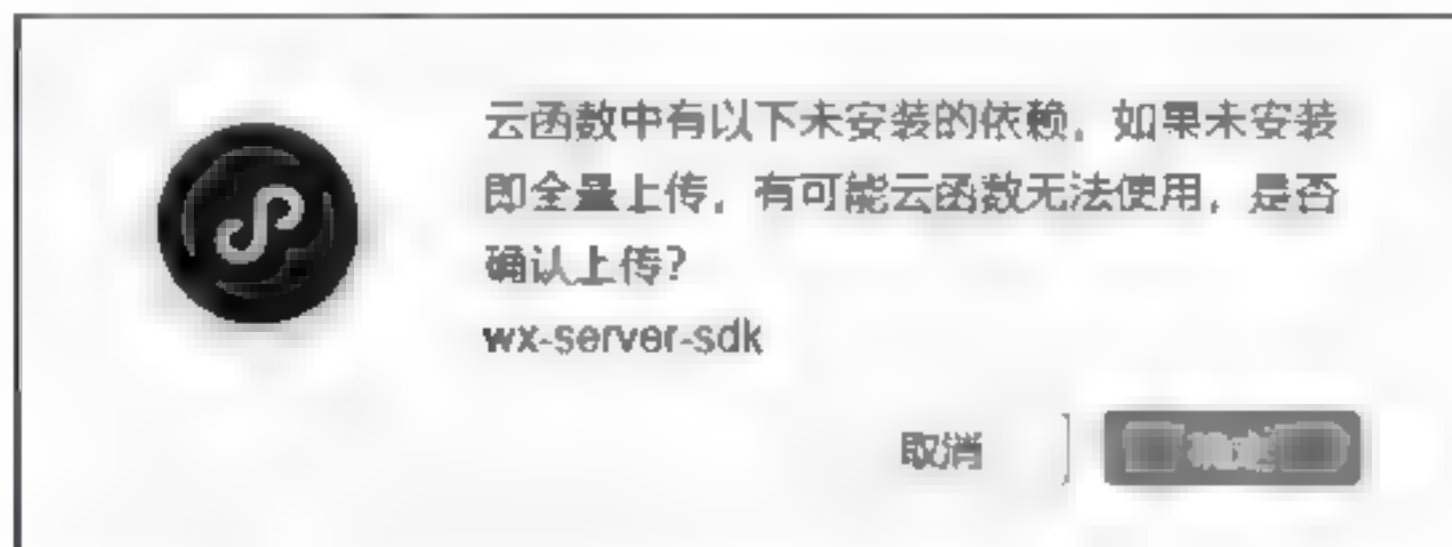 云函数中有以下未安装的依赖，如果未安装
即全量上传，有可能云函数无法使用，是否
确认上传？
wx-server-sdk
取消